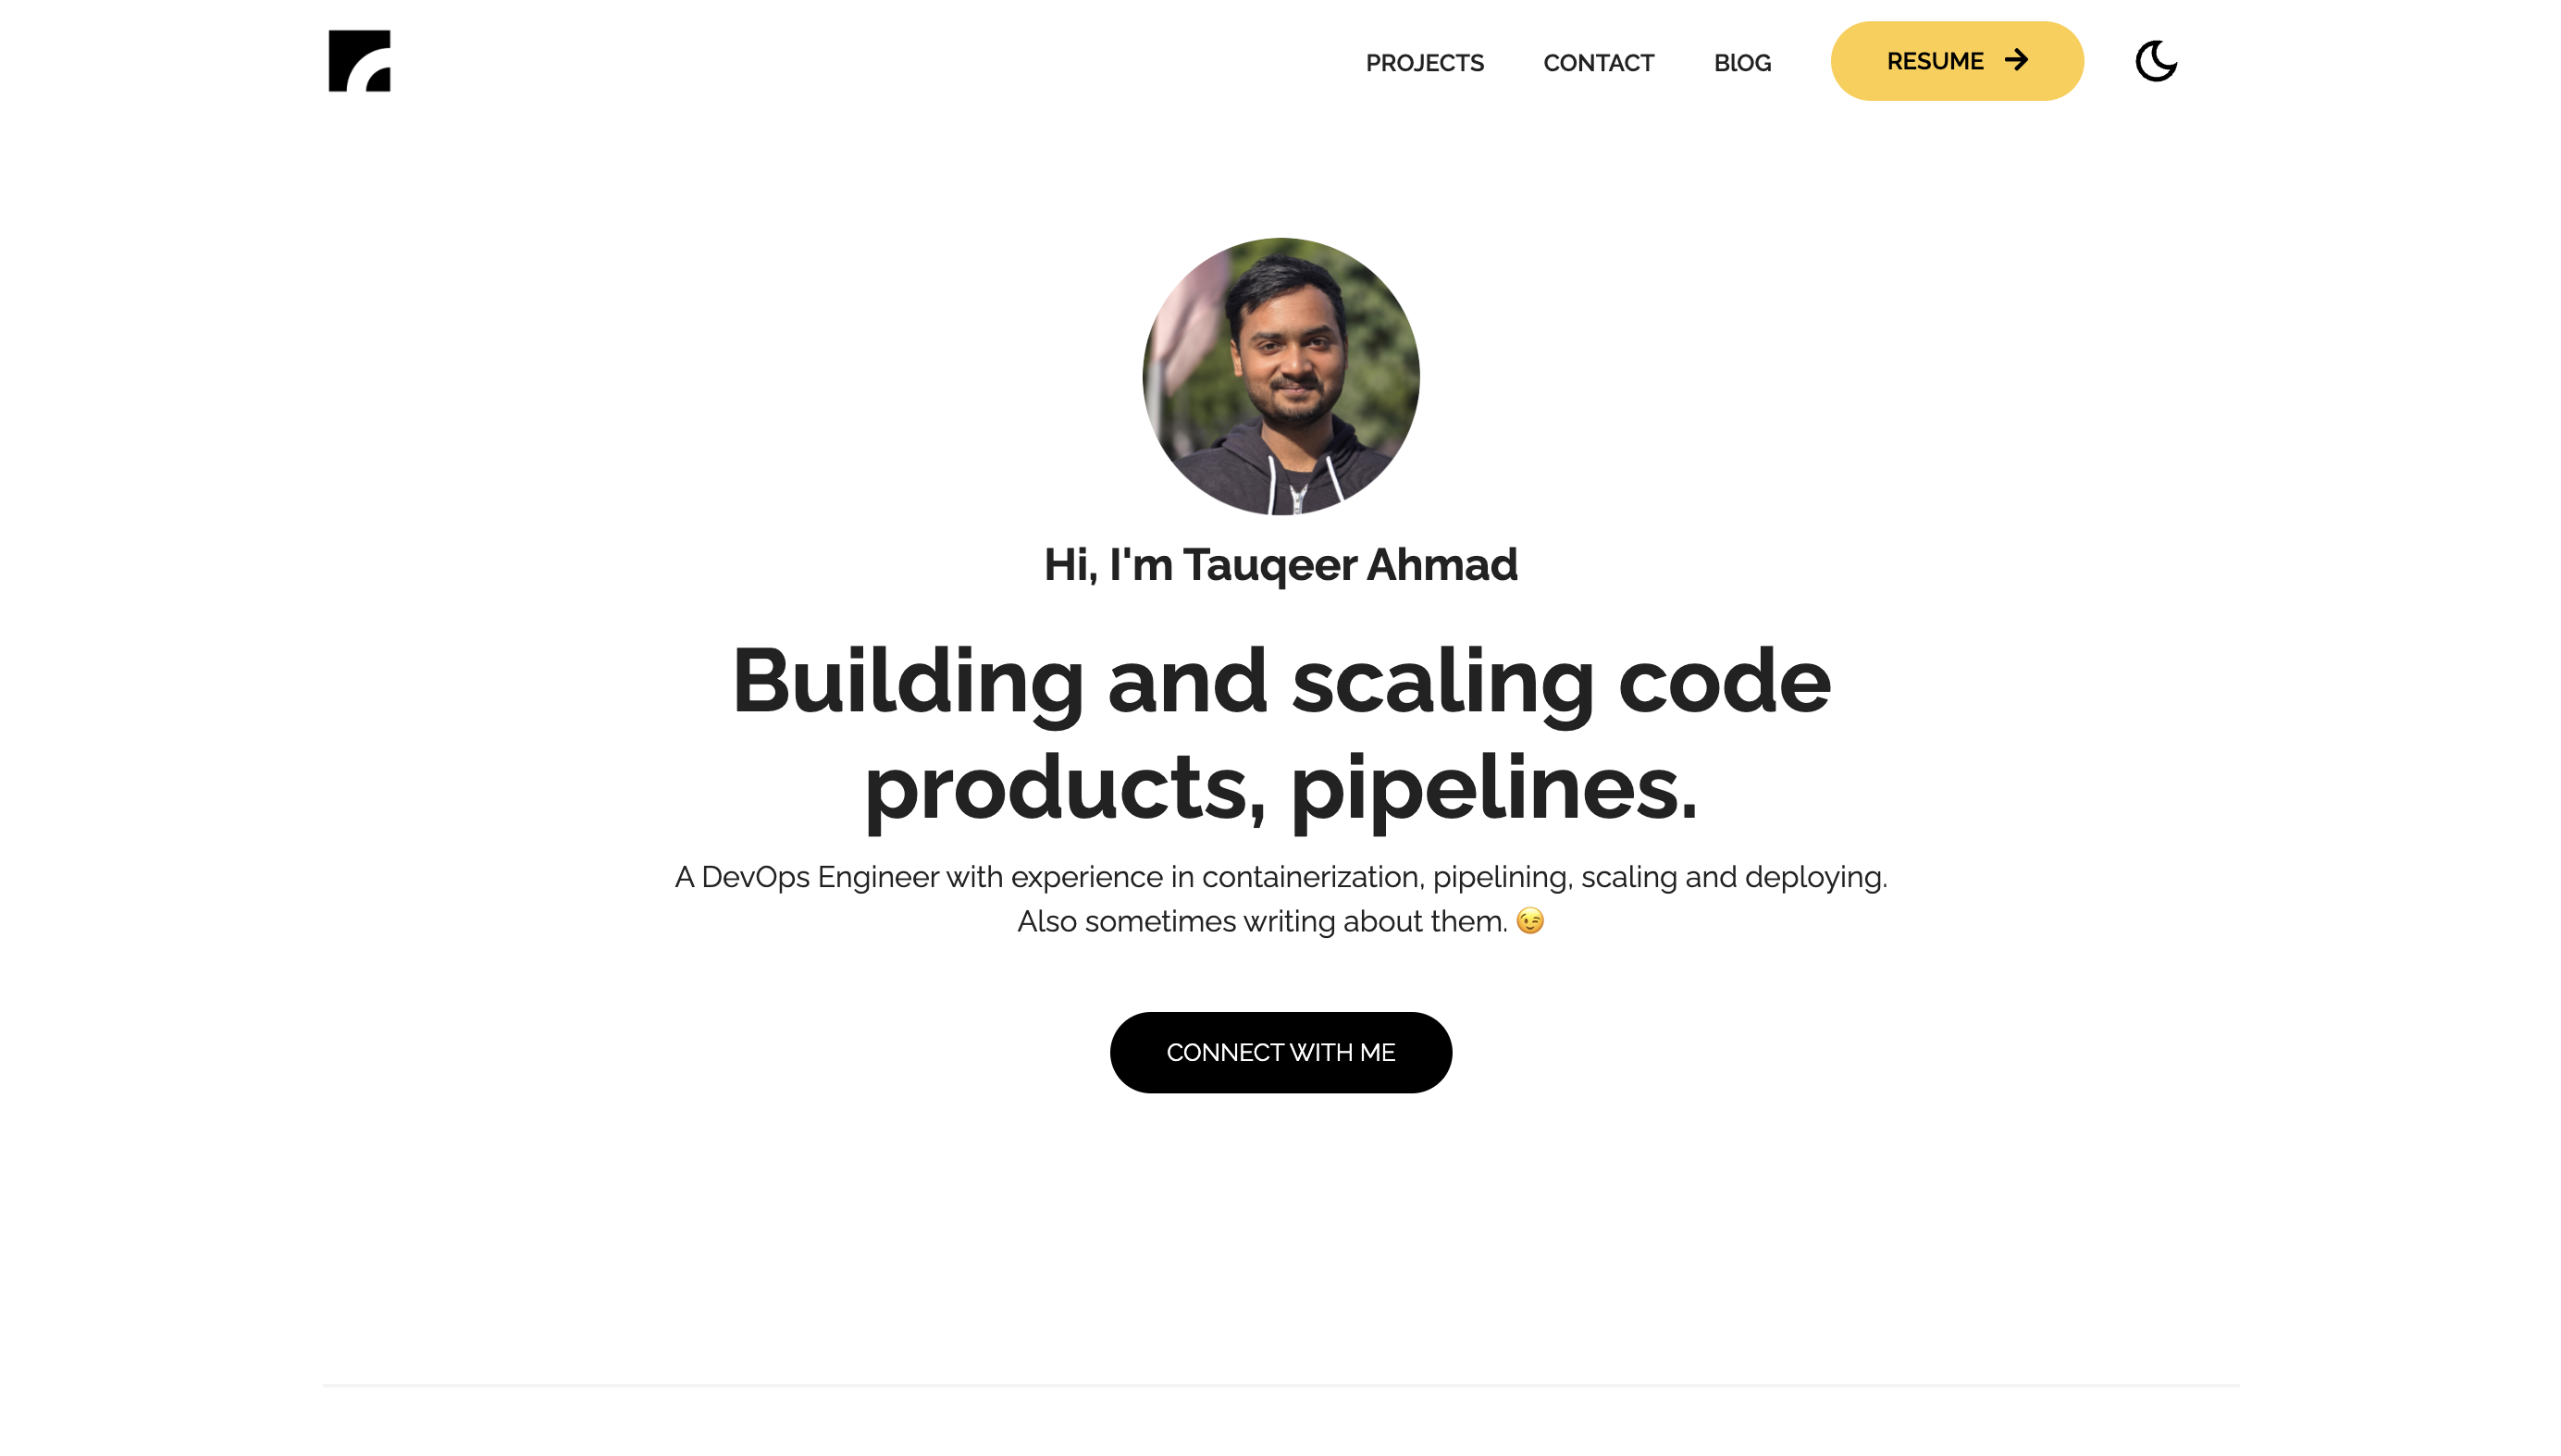 PROJECTS CONTACT BlOG RESUME
Hi, I'm Tauqeer Ahmad
Building and scaling code
products, pipelines.
A DevOps Engineer with experience in containerization, pipelining, scaling and deploying.
Also sometimes writing about them. 😉
CONNECT WITH ME